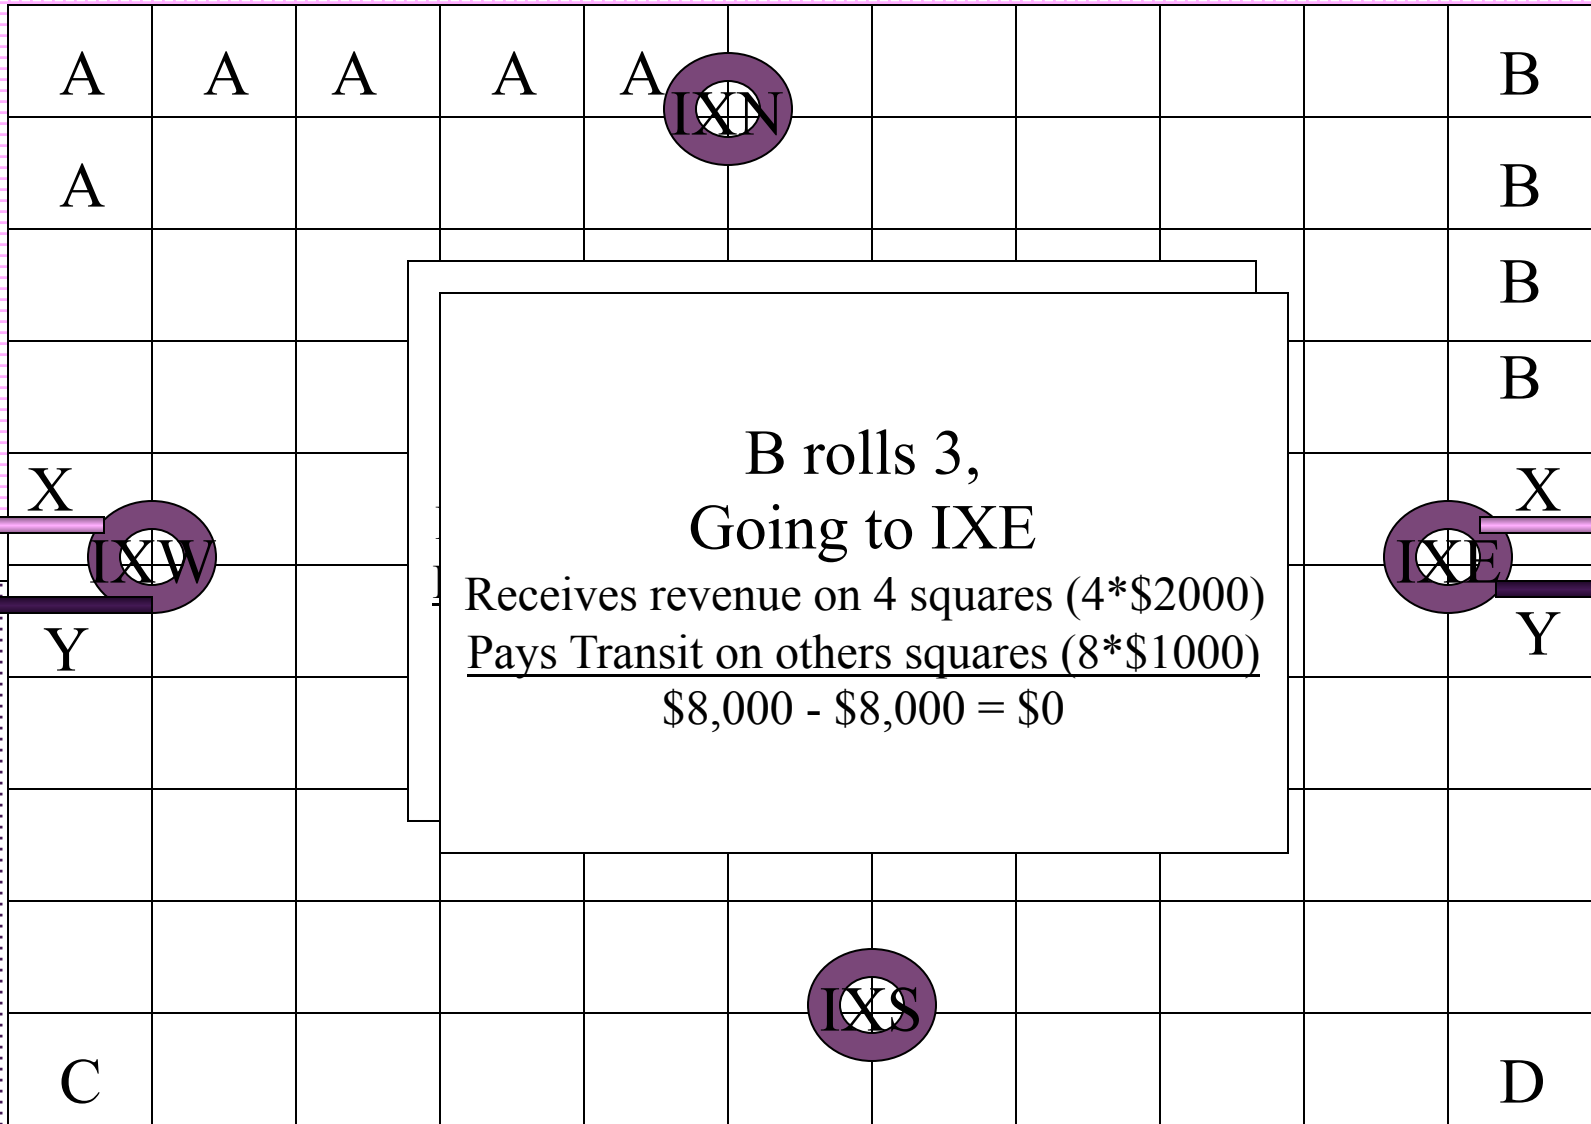 A A A A A IXN B
A B
B
B
X X
IXW IXE
Y Y
B rolls 3,
Going to IXE
Receives revenue on 4 squares (4*$2000)
Pays Transit on others squares (8*$1000)
$8,000 - $8,000 = $0
IXS
C D